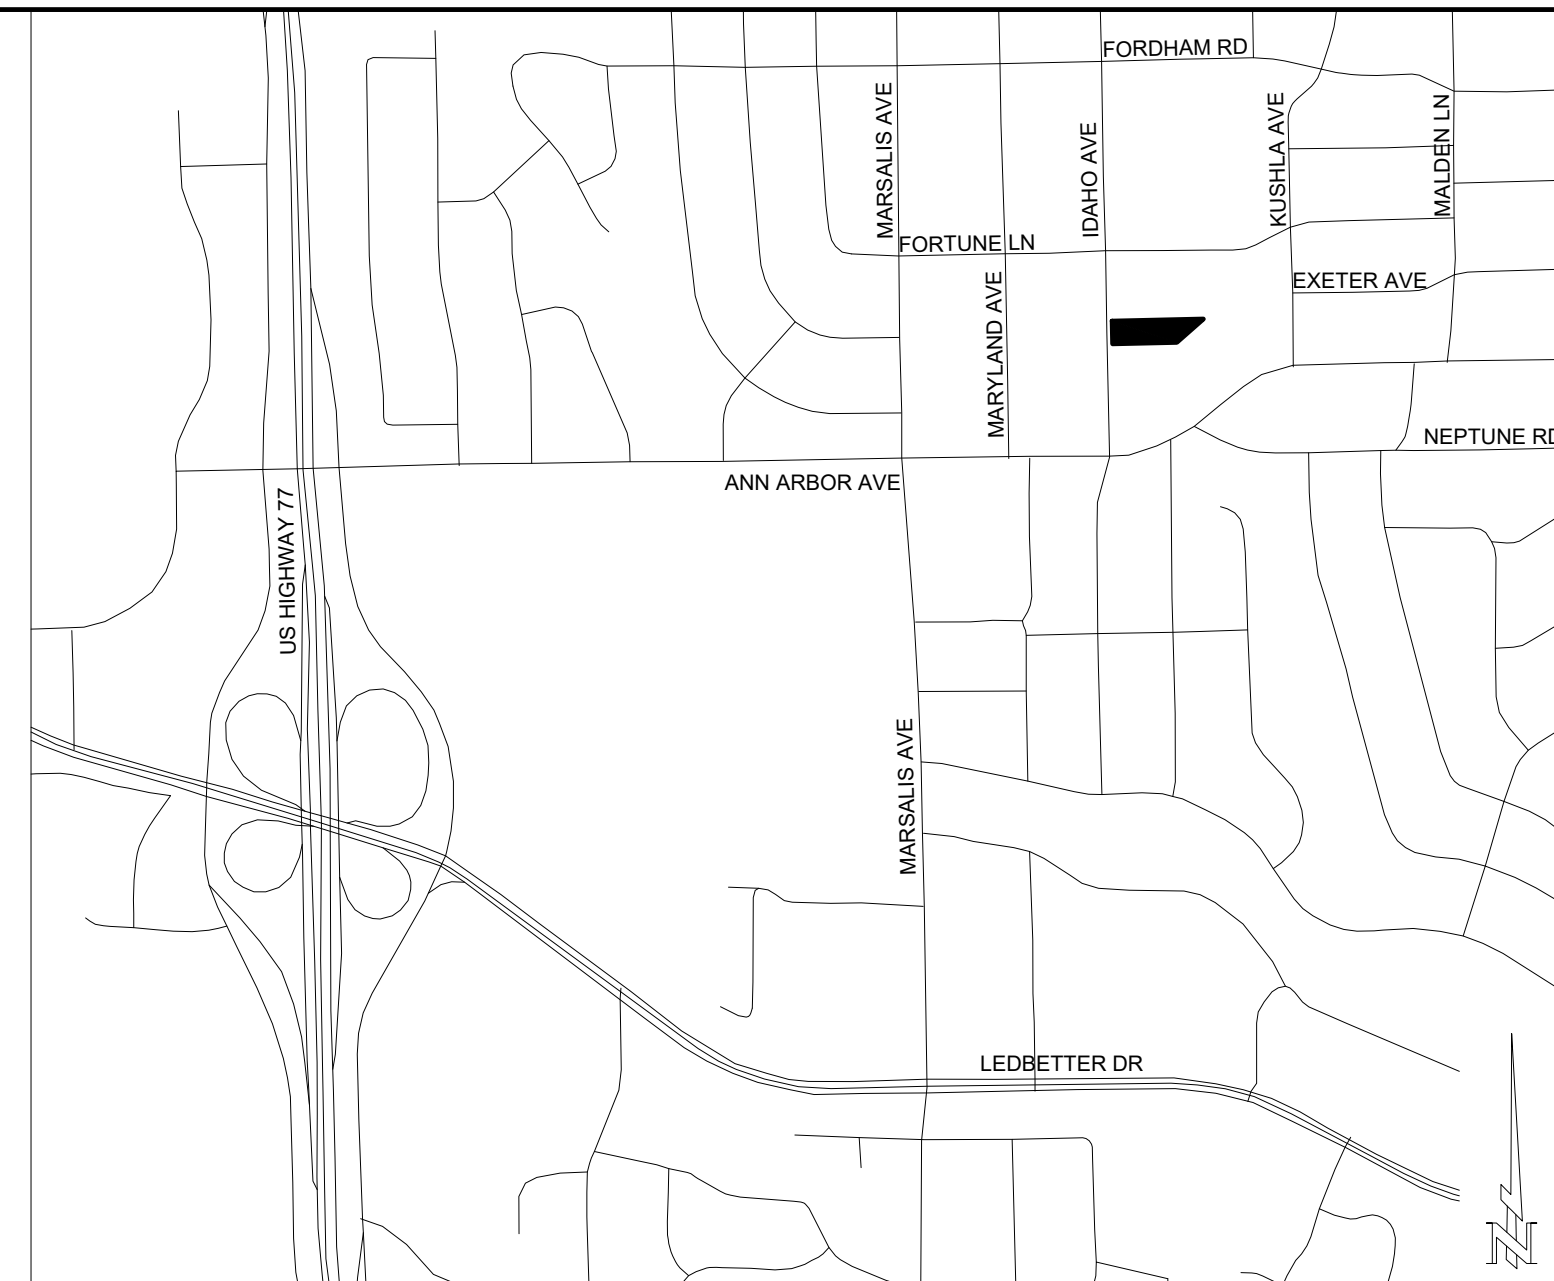 FORDHAM RD
MARSALIS AVE
IDAHO AVE
KUSHLA AVE
MALDEN LN
FORTUNE LN
EXETER AVE
MARYLAND AVE
NEPTUNE RD
ANN ARBOR AVE
US HIGHWAY 77
MARSALIS AVE
LEDBETTER DR
N